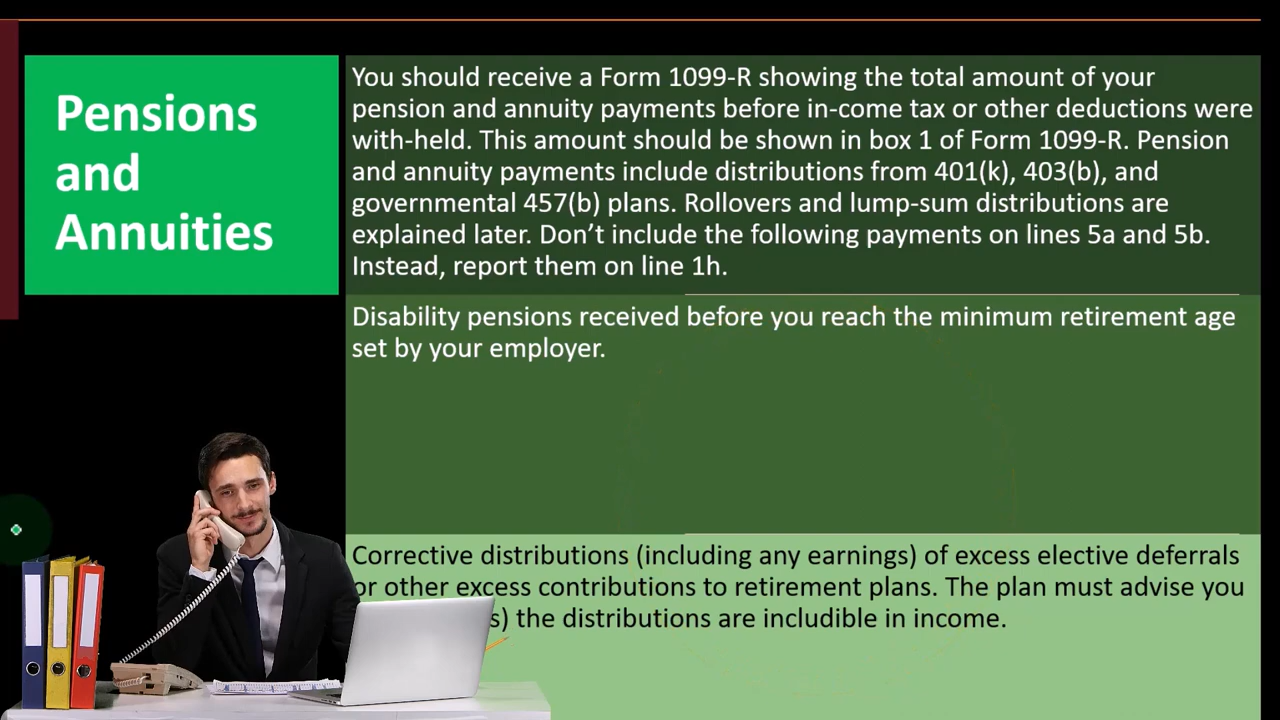 Pensions
and
Annuities
You should receive a Form 1099-R showing the total amount of your
pension and annuity payments before in-come tax or other deductions were
with-held. This amount should be shown in box 1 of Form 1099-R. Pension
and annuity payments include distributions from 401(k), 403(b), and
governmental 457(b) plans. Rollovers and lump-sum distributions are
explained later. Don’t include the following payments on lines 5a and 5b.
Instead, report them on line 1h.
Disability pensions received before you reach the minimum retirement age
set by your employer.
Corrective distributions (including any earnings) of excess elective deferrals
or other excess contributions to retirement plans. The plan must advise you
the distributions are includible in income.